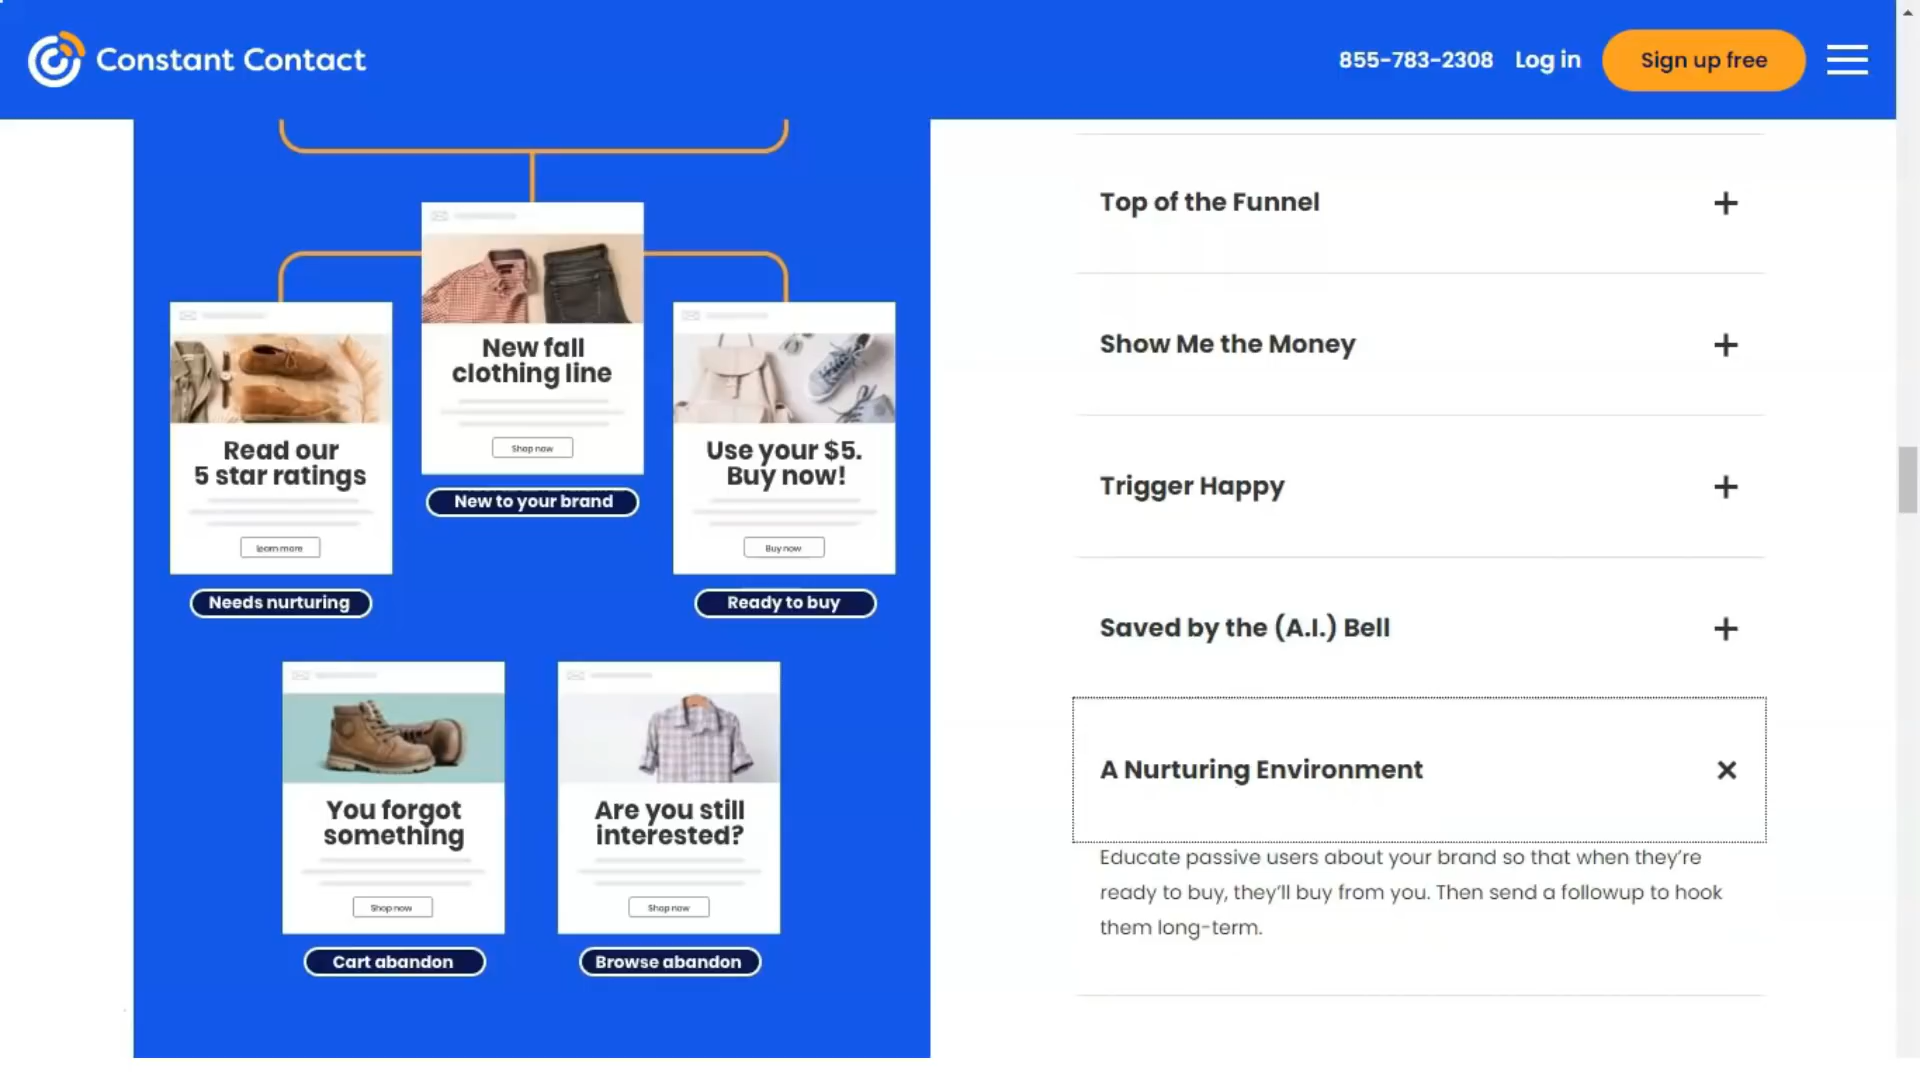 Constant Contact
855-783-2308 Log in Sign up free
New fall
clothing line
Shop now
New to your brand
Read our
5 star ratings
learn more
Needs nurturing
Use your $5.
Buy now!
Buy now
Ready to buy
You forgot
something
Shop now
Cart abandon
Are you still
interested?
Shop now
Browse abandon
Top of the Funnel
Show Me the Money
Trigger Happy
Saved by the (A.I.) Bell
A Nurturing Environment
Educate passive users about your brand so that when they’re
ready to buy, they’ll buy from you. Then send a followup to hook
them long-term.